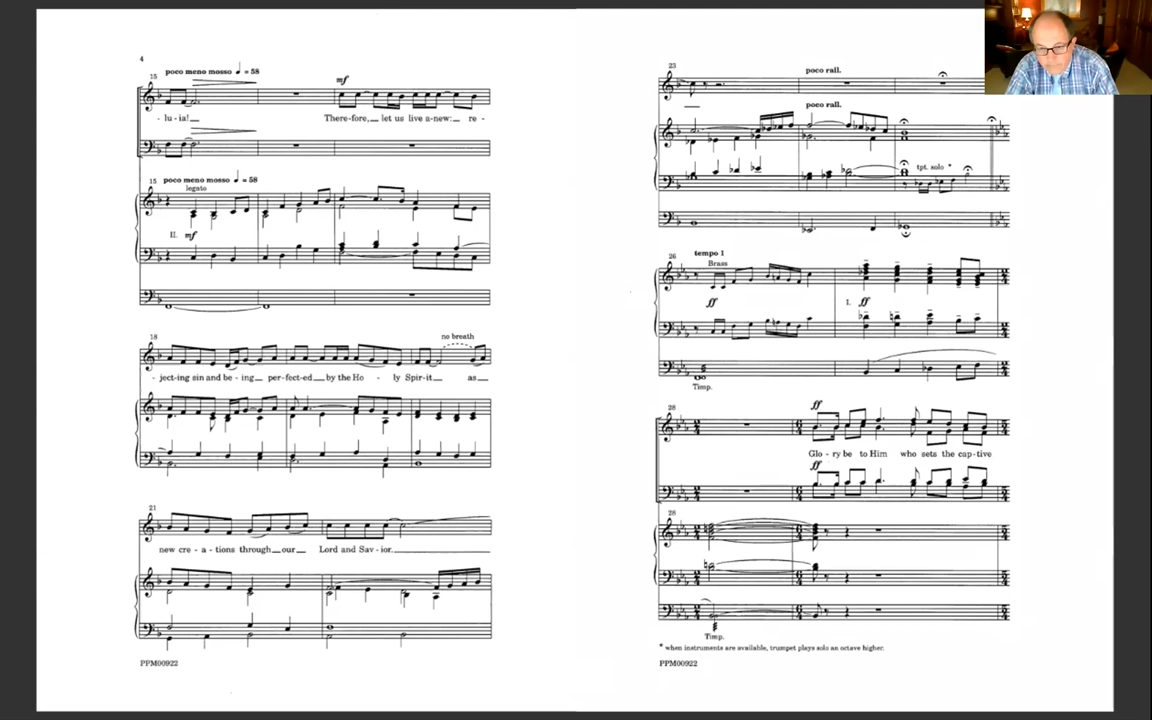 4
15
poco meno mosso ♩ = 58
mf
- lu - ia!
There-fore, let us live a-new: re -
15
poco meno mosso ♩ = 58
legato
II. mf
18
no breath
- ject-ing sin and be - ing per-fect-ed by the Ho - ly Spir-it as
21
new cre - a - tions through our Lord and Sav - ior.
PPM00922
23
poco rall.
poco rall.
tpt. solo *
26
tempo 1
Brass
ff
I. ff
Timp.
28
ff
Glo - ry be to Him who sets the cap-tive
ff
28
Timp.
* when instruments are available, trumpet plays solo an octave higher.
PPM00922